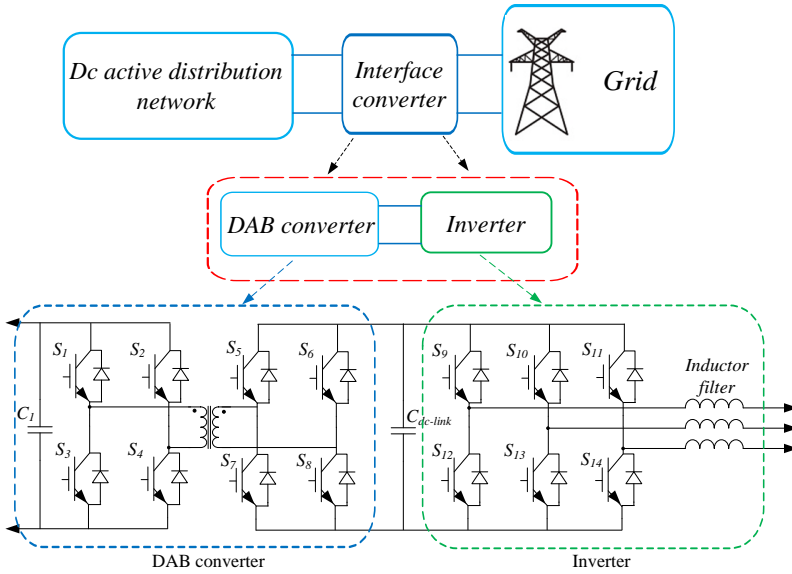 Dc active distribution
network
Interface
converter
Grid
DAB converter
Inverter
S1
S2
S5
S6
S9
S10
S11
Inductor
filter
C1
Cdc-link
S3
S4
S7
S8
S12
S13
S14
DAB converter
Inverter